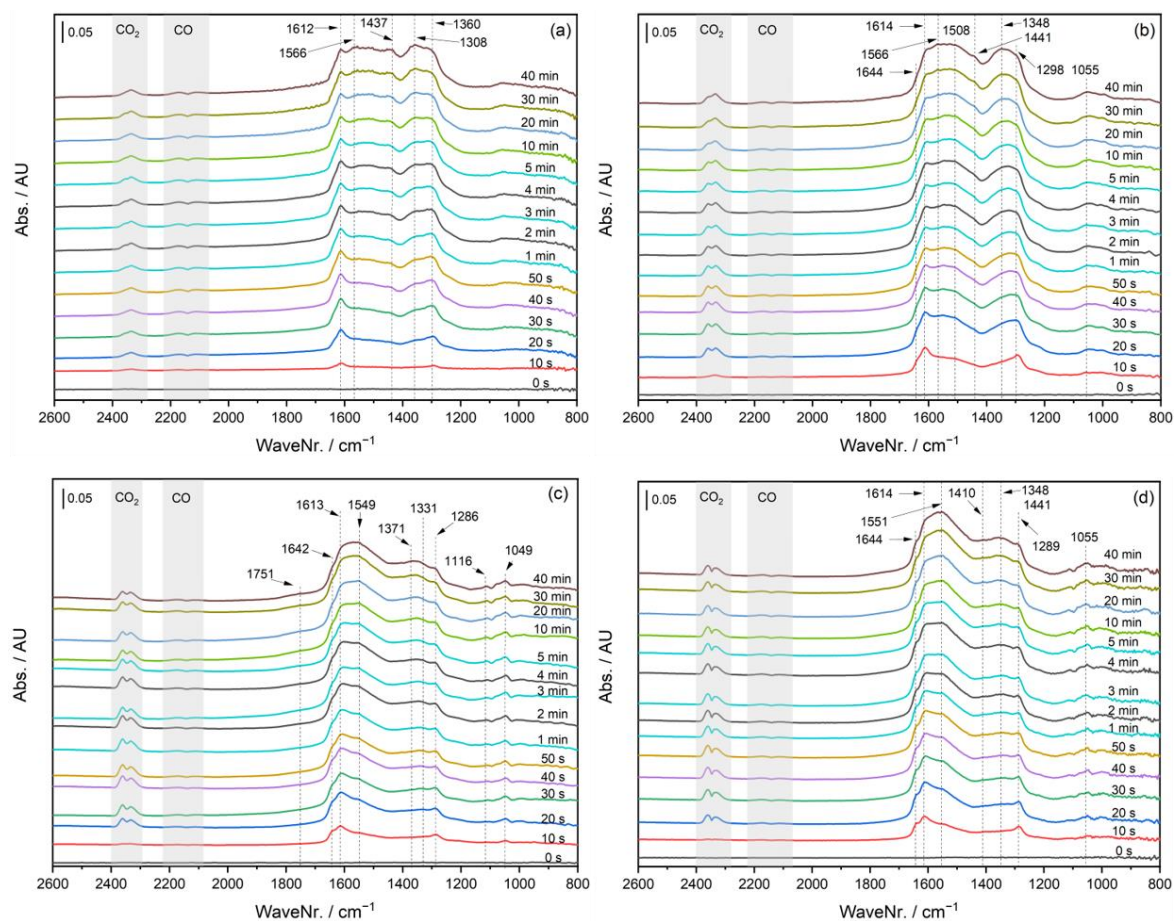 0.05 CO2 CO 1612 1437 1360 (a)
1566 1308
40 min
30 min
20 min
10 min
5 min
4 min
3 min
2 min
1 min
50 s
40 s
30 s
20 s
10 s
0 s
Abs. / AU
2600 2400 2200 2000 1800 1600 1400 1200 1000 800
WaveNr. / cm−1
0.05 CO2 CO 1614 1508 1348 (b)
1566 1441
1644 1298 1055
40 min
30 min
20 min
10 min
5 min
4 min
3 min
2 min
1 min
50 s
40 s
30 s
20 s
10 s
0 s
Abs. / AU
2600 2400 2200 2000 1800 1600 1400 1200 1000 800
WaveNr. / cm−1
0.05 CO2 CO 1613 1549 1331 (c)
1371 1286
1642 1116 1049
1751
40 min
30 min
20 min
10 min
5 min
4 min
3 min
2 min
1 min
50 s
40 s
30 s
20 s
10 s
0 s
Abs. / AU
2600 2400 2200 2000 1800 1600 1400 1200 1000 800
WaveNr. / cm−1
0.05 CO2 CO 1614 1410 1348 (d)
1551 1441
1644 1289 1055
40 min
30 min
20 min
10 min
5 min
4 min
3 min
2 min
1 min
50 s
40 s
30 s
20 s
10 s
0 s
Abs. / AU
2600 2400 2200 2000 1800 1600 1400 1200 1000 800
WaveNr. / cm−1